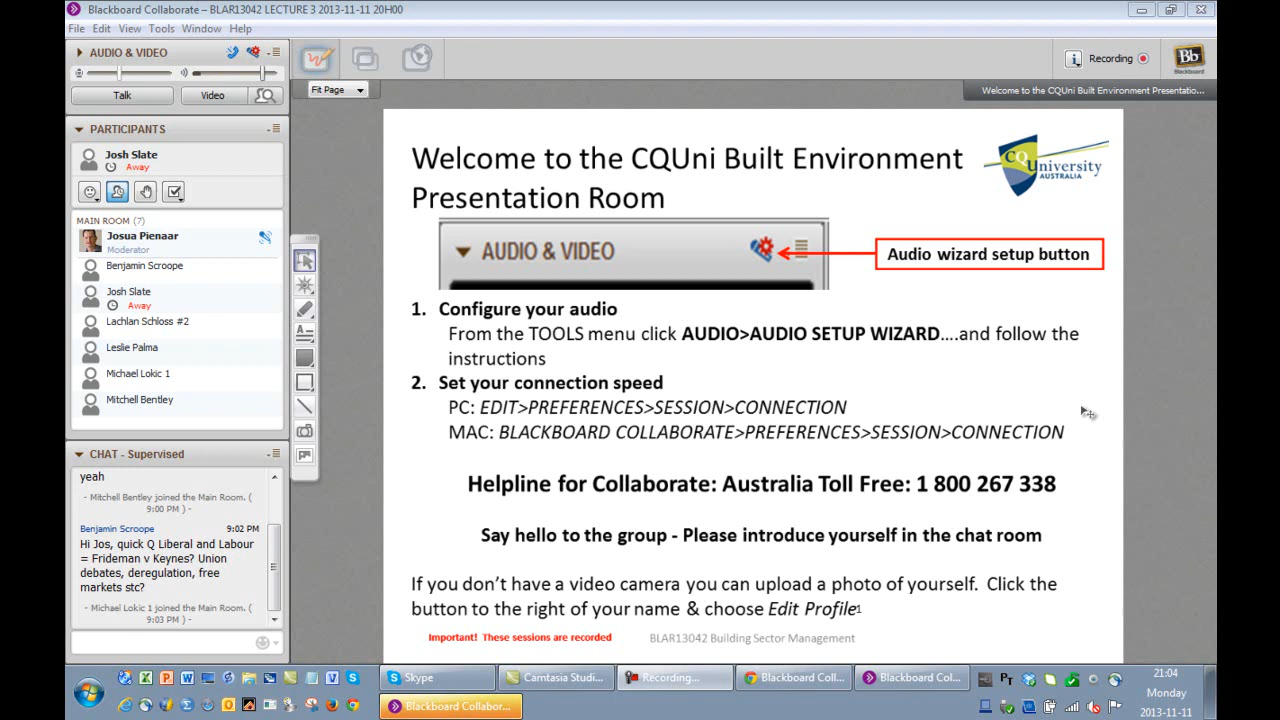 Blackboard Collaborate – BLAR13042 LECTURE 3 2013-11-11 20H00
File Edit View Tools Window Help
AUDIO & VIDEO
Talk Video
PARTICIPANTS
Josh Slate
Away
MAIN ROOM (7)
Josua Pienaar
Moderator
Benjamin Scroope
Josh Slate
Away
Lachlan Schloss #2
Leslie Palma
Michael Lokic 1
Mitchell Bentley
CHAT - Supervised
yeah
- Mitchell Bentley joined the Main Room. (
9:00 PM ) -
Benjamin Scroope 9:02 PM
Hi Jos, quick Q Liberal and Labour
= Frideman v Keynes? Union
debates, deregulation, free
markets stc?
- Michael Lokic 1 joined the Main Room. (
9:03 PM ) -
Recording
Bb
Blackboard
Fit Page
Welcome to the CQUni Built Environment Presentatio...
Welcome to the CQUni Built Environment
Presentation Room
CQUniversity
AUSTRALIA
AUDIO & VIDEO
Audio wizard setup button
1. Configure your audio
From the TOOLS menu click AUDIO>AUDIO SETUP WIZARD….and follow the
instructions
2. Set your connection speed
PC: EDIT>PREFERENCES>SESSION>CONNECTION
MAC: BLACKBOARD COLLABORATE>PREFERENCES>SESSION>CONNECTION
Helpline for Collaborate: Australia Toll Free: 1 800 267 338
Say hello to the group - Please introduce yourself in the chat room
If you don’t have a video camera you can upload a photo of yourself. Click the
button to the right of your name & choose Edit Profile1
Important! These sessions are recorded BLAR13042 Building Sector Management
Skype Camtasia Studi... Recording... Blackboard Coll... Blackboard Col...
Blackboard Collabor...
21:04
Monday
2013-11-11